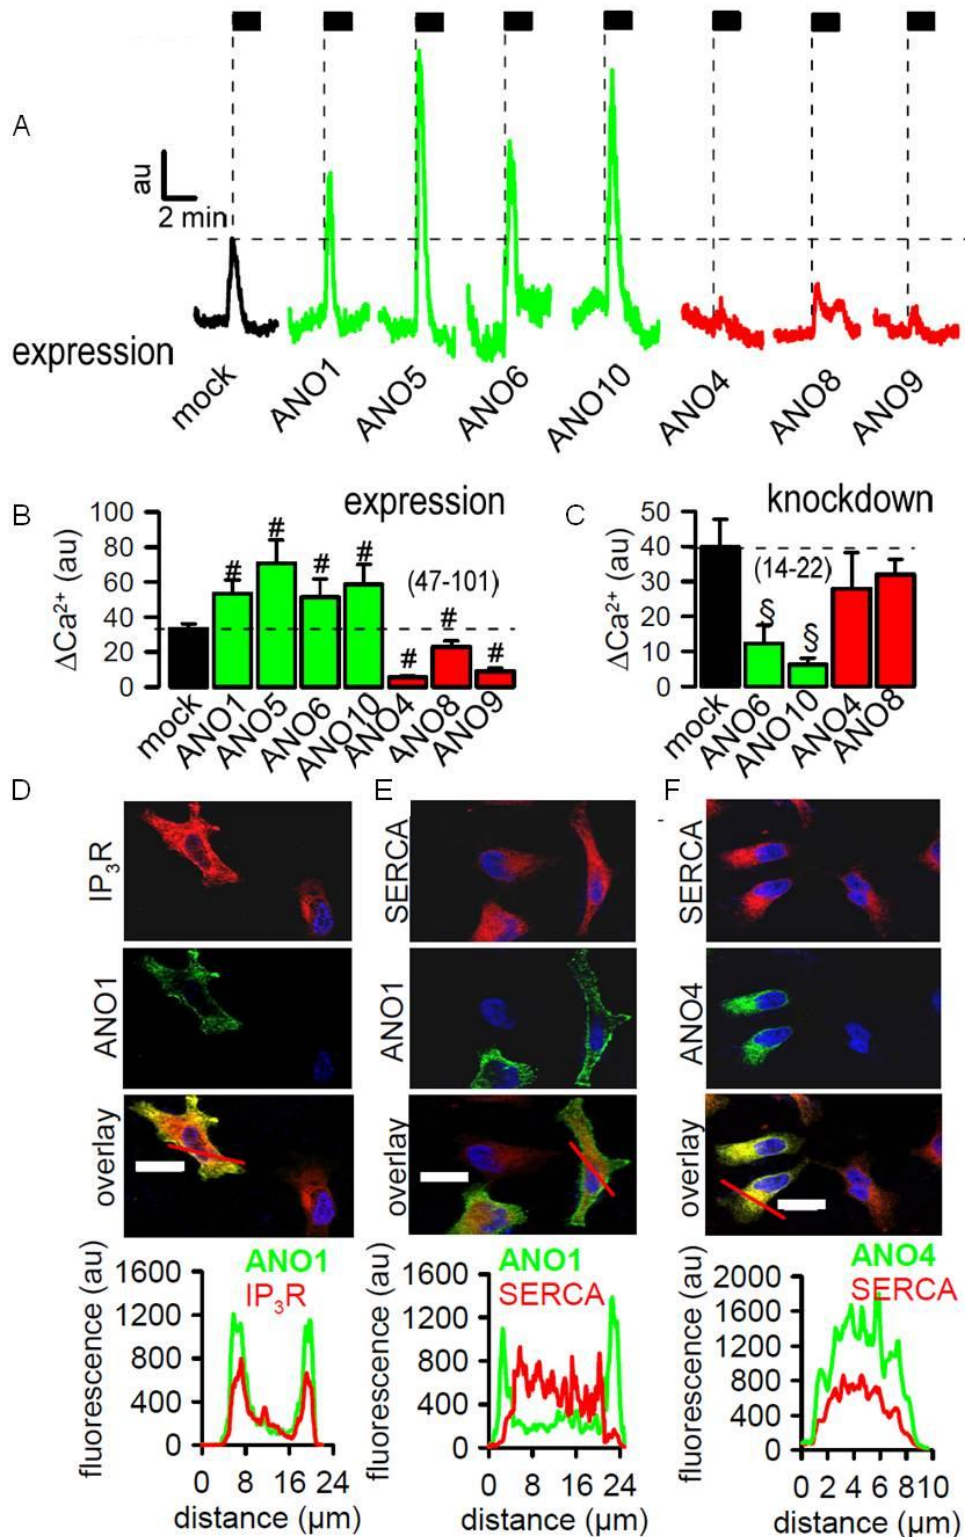 A
au
2 min
expression
mock
ANO1
ANO5
ANO6
ANO10
ANO4
ANO8
ANO9
B
expression
ΔCa²⁺ (au)
100
80
60
40
20
0
#
#
#
#
(47-101)
#
#
#
mock
ANO1
ANO5
ANO6
ANO10
ANO4
ANO8
ANO9
C
knockdown
ΔCa²⁺ (au)
50
40
30
20
10
0
(14-22)
§
§
mock
ANO6
ANO10
ANO4
ANO8
D
IP₃R
ANO1
overlay
E
SERCA
ANO1
overlay
F
SERCA
ANO4
overlay
fluorescence (au)
1600
1200
800
400
0
ANO1
IP₃R
0 8 16 24
distance (µm)
fluorescence (au)
1600
1200
800
400
0
ANO1
SERCA
0 8 16 24
distance (µm)
fluorescence (au)
2000
1600
1200
800
400
0
ANO4
SERCA
0 2 4 6 8 10
distance (µm)